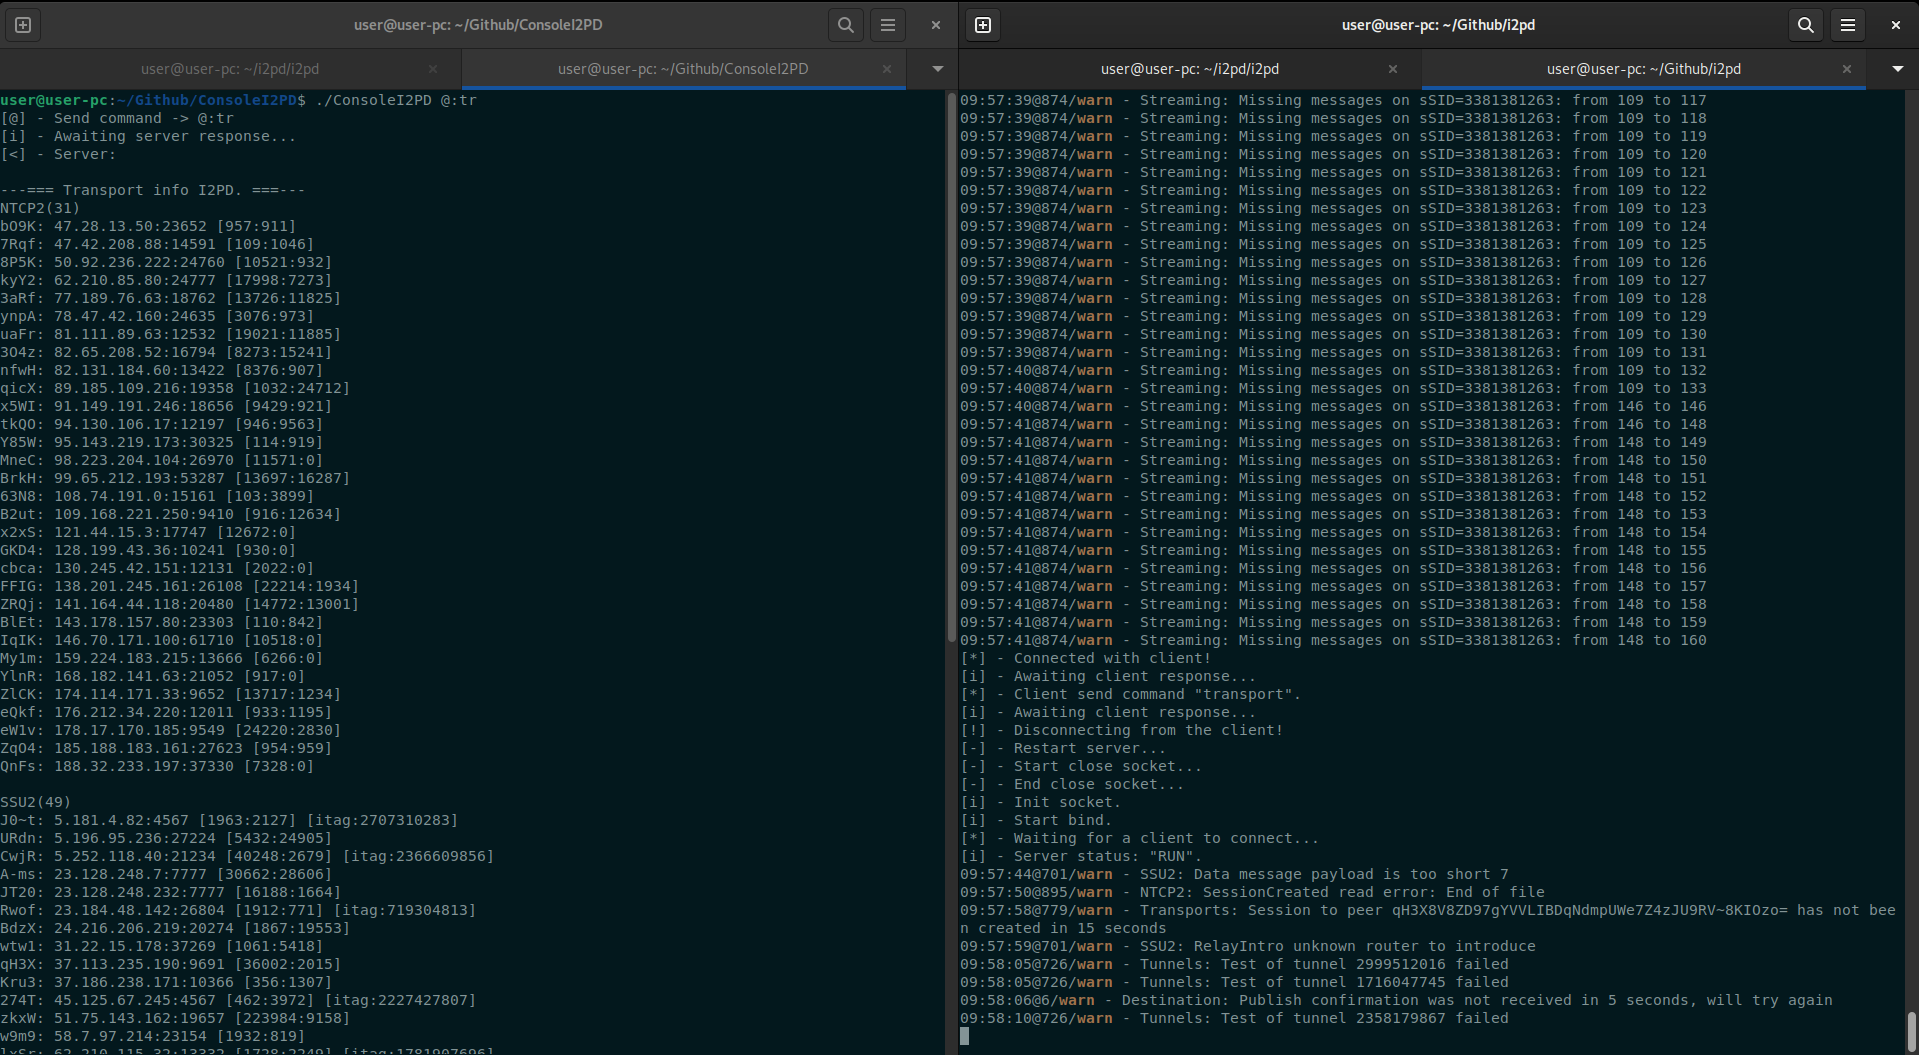 user@user-pc: ~/Github/ConsoleI2PD
user@user-pc: ~/i2pd/i2pd
user@user-pc: ~/Github/ConsoleI2PD
user@user-pc:~/Github/ConsoleI2PD$ ./ConsoleI2PD @:tr
[@] - Send command -> @:tr
[i] - Awaiting server response...
[<] - Server:
---=== Transport info I2PD. ===---
NTCP2(31)
bO9K: 47.28.13.50:23652 [957:911]
7Rqf: 47.42.208.88:14591 [109:1046]
8P5K: 50.92.236.222:24760 [10521:932]
kyY2: 62.210.85.80:24777 [17998:7273]
3aRf: 77.189.76.63:18762 [13726:11825]
ynpA: 78.47.42.160:24635 [3076:973]
uaFr: 81.111.89.63:12532 [19021:11885]
3O4z: 82.65.208.52:16794 [8273:15241]
nfwH: 82.131.184.60:13422 [8376:907]
qicX: 89.185.109.216:19358 [1032:24712]
x5WI: 91.149.191.246:18656 [9429:921]
tkQO: 94.130.106.17:12197 [946:9563]
Y85W: 95.143.219.173:30325 [114:919]
MneC: 98.223.204.104:26970 [11571:0]
BrkH: 99.65.212.193:53287 [13697:16287]
63N8: 108.74.191.0:15161 [103:3899]
B2ut: 109.168.221.250:9410 [916:12634]
x2xS: 121.44.15.3:17747 [12672:0]
GKD4: 128.199.43.36:10241 [930:0]
cbca: 130.245.42.151:12131 [2022:0]
FFIG: 138.201.245.161:26108 [22214:1934]
ZRQj: 141.164.44.118:20480 [14772:13001]
BlEt: 143.178.157.80:23303 [110:842]
IqIK: 146.70.171.100:61710 [10518:0]
My1m: 159.224.183.215:13666 [6266:0]
YlnR: 168.182.141.63:21052 [917:0]
ZlCK: 174.114.171.33:9652 [13717:1234]
eQkf: 176.212.34.220:12011 [933:1195]
eW1v: 178.17.170.185:9549 [24220:2830]
ZqO4: 185.188.183.161:27623 [954:959]
QnFs: 188.32.233.197:37330 [7328:0]
SSU2(49)
J0~t: 5.181.4.82:4567 [1963:2127] [itag:2707310283]
URdn: 5.196.95.236:27224 [5432:24905]
CwjR: 5.252.118.40:21234 [40248:2679] [itag:2366609856]
A-ms: 23.128.248.7:7777 [30662:28606]
JT20: 23.128.248.232:7777 [16188:1664]
Rwof: 23.184.48.142:26804 [1912:771] [itag:719304813]
BdzX: 24.216.206.219:20274 [1867:19553]
wtw1: 31.22.15.178:37269 [1061:5418]
qH3X: 37.113.235.190:9691 [36002:2015]
Kru3: 37.186.238.171:10366 [356:1307]
274T: 45.125.67.245:4567 [462:3972] [itag:2227427807]
zkxW: 51.75.143.162:19657 [223984:9158]
w9m9: 58.7.97.214:23154 [1932:819]
lxSr: 62.210.115.32:13332 [1728:2249] [itag:1781907696]
user@user-pc: ~/Github/i2pd
user@user-pc: ~/i2pd/i2pd
user@user-pc: ~/Github/i2pd
09:57:39@874/warn - Streaming: Missing messages on sSID=3381381263: from 109 to 117
09:57:39@874/warn - Streaming: Missing messages on sSID=3381381263: from 109 to 118
09:57:39@874/warn - Streaming: Missing messages on sSID=3381381263: from 109 to 119
09:57:39@874/warn - Streaming: Missing messages on sSID=3381381263: from 109 to 120
09:57:39@874/warn - Streaming: Missing messages on sSID=3381381263: from 109 to 121
09:57:39@874/warn - Streaming: Missing messages on sSID=3381381263: from 109 to 122
09:57:39@874/warn - Streaming: Missing messages on sSID=3381381263: from 109 to 123
09:57:39@874/warn - Streaming: Missing messages on sSID=3381381263: from 109 to 124
09:57:39@874/warn - Streaming: Missing messages on sSID=3381381263: from 109 to 125
09:57:39@874/warn - Streaming: Missing messages on sSID=3381381263: from 109 to 126
09:57:39@874/warn - Streaming: Missing messages on sSID=3381381263: from 109 to 127
09:57:39@874/warn - Streaming: Missing messages on sSID=3381381263: from 109 to 128
09:57:39@874/warn - Streaming: Missing messages on sSID=3381381263: from 109 to 129
09:57:39@874/warn - Streaming: Missing messages on sSID=3381381263: from 109 to 130
09:57:39@874/warn - Streaming: Missing messages on sSID=3381381263: from 109 to 131
09:57:40@874/warn - Streaming: Missing messages on sSID=3381381263: from 109 to 132
09:57:40@874/warn - Streaming: Missing messages on sSID=3381381263: from 109 to 133
09:57:40@874/warn - Streaming: Missing messages on sSID=3381381263: from 146 to 146
09:57:41@874/warn - Streaming: Missing messages on sSID=3381381263: from 146 to 148
09:57:41@874/warn - Streaming: Missing messages on sSID=3381381263: from 148 to 149
09:57:41@874/warn - Streaming: Missing messages on sSID=3381381263: from 148 to 150
09:57:41@874/warn - Streaming: Missing messages on sSID=3381381263: from 148 to 151
09:57:41@874/warn - Streaming: Missing messages on sSID=3381381263: from 148 to 152
09:57:41@874/warn - Streaming: Missing messages on sSID=3381381263: from 148 to 153
09:57:41@874/warn - Streaming: Missing messages on sSID=3381381263: from 148 to 154
09:57:41@874/warn - Streaming: Missing messages on sSID=3381381263: from 148 to 155
09:57:41@874/warn - Streaming: Missing messages on sSID=3381381263: from 148 to 156
09:57:41@874/warn - Streaming: Missing messages on sSID=3381381263: from 148 to 157
09:57:41@874/warn - Streaming: Missing messages on sSID=3381381263: from 148 to 158
09:57:41@874/warn - Streaming: Missing messages on sSID=3381381263: from 148 to 159
09:57:41@874/warn - Streaming: Missing messages on sSID=3381381263: from 148 to 160
[*] - Connected with client!
[i] - Awaiting client response...
[*] - Client send command "transport".
[i] - Awaiting client response...
[!] - Disconnecting from the client!
[-] - Restart server...
[-] - Start close socket...
[-] - End close socket...
[i] - Init socket.
[i] - Start bind.
[*] - Waiting for a client to connect...
[i] - Server status: "RUN".
09:57:44@701/warn - SSU2: Data message payload is too short 7
09:57:50@895/warn - NTCP2: SessionCreated read error: End of file
09:57:58@779/warn - Transports: Session to peer qH3X8V8ZD97gYVVLIBDqNdmpUWe7Z4zJU9RV~8KIOzo= has not bee
n created in 15 seconds
09:57:59@701/warn - SSU2: RelayIntro unknown router to introduce
09:58:05@726/warn - Tunnels: Test of tunnel 2999512016 failed
09:58:05@726/warn - Tunnels: Test of tunnel 1716047745 failed
09:58:06@6/warn - Destination: Publish confirmation was not received in 5 seconds, will try again
09:58:10@726/warn - Tunnels: Test of tunnel 2358179867 failed